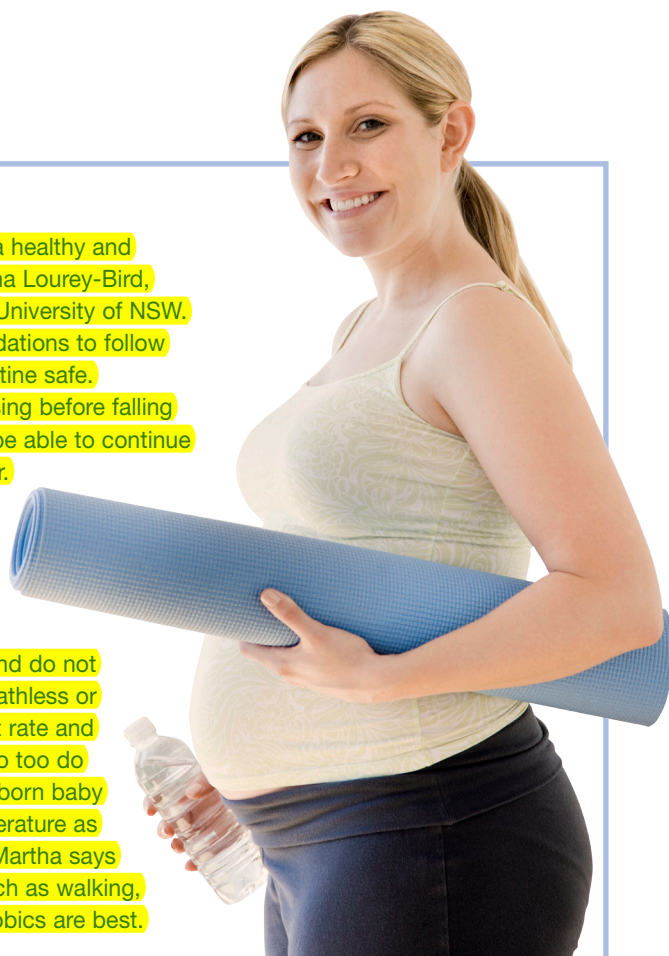 a healthy and
na Lourey-Bird,
University of NSW.
dations to follow
tine safe.
sing before falling
be able to continue
r.
nd do not
athless or
t rate and
o too do
born baby
erature as
Martha says
ch as walking,
obics are best.